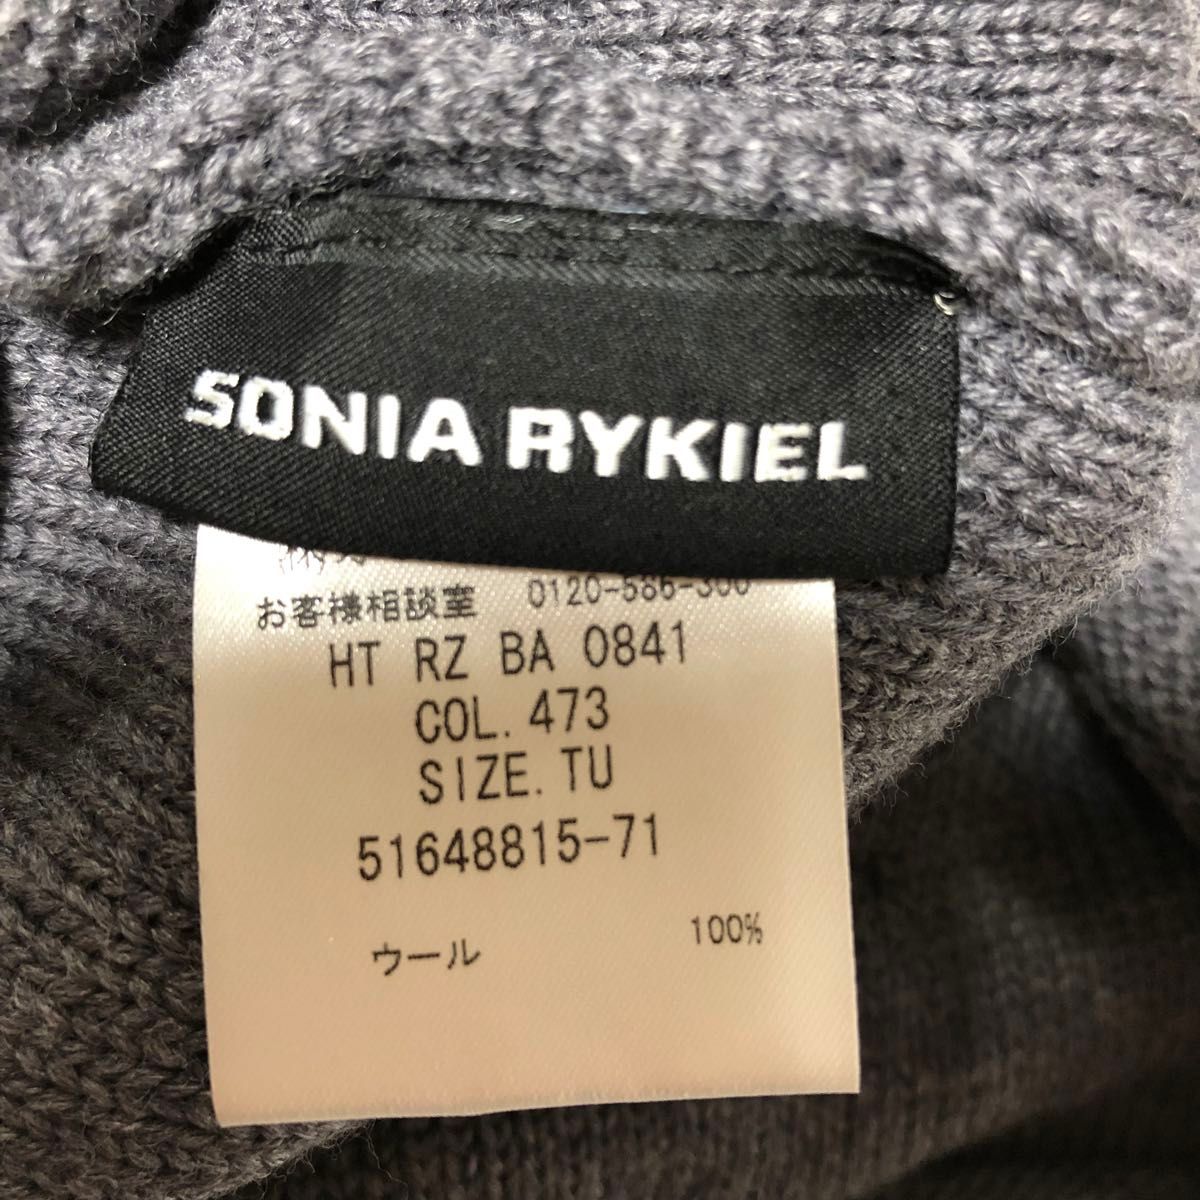 SONIA RYKIEL
お客様相談室 0120-586-300
HT RZ BA 0841
COL. 473
SIZE. TU
51648815-71
ウール 100%